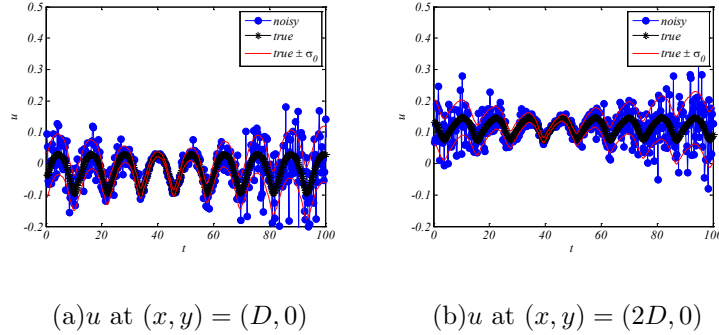 0.5
0.4
0.3
0.2
0.1
0
-0.1
-0.2
u
0 20 40 60 80 100
t
noisy
true
true ± σ0
0.5
0.4
0.3
0.2
0.1
0
-0.1
-0.2
u
0 20 40 60 80 100
t
noisy
true
true ± σ0
(a)u at (x, y) = (D, 0)
(b)u at (x, y) = (2D, 0)